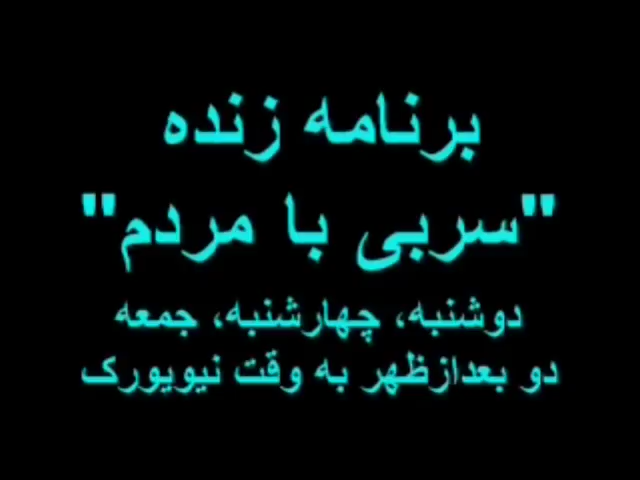 برنامه زنده
"سربی با مردم"
دوشنبه، چهارشنبه، جمعه
دو بعدازظهر به وقت نیویورک